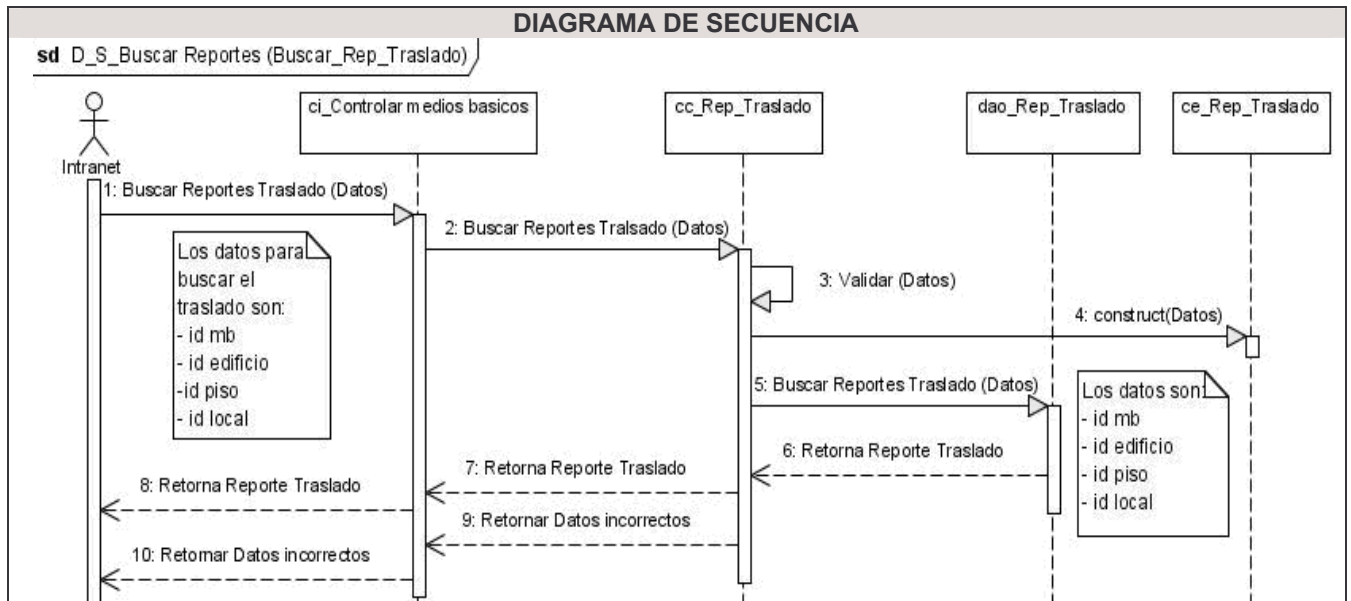 DIAGRAMA DE SECUENCIA
sd D_S_Buscar Reportes (Buscar_Rep_Traslado)
Intranet
ci_Controlar medios basicos
cc_Rep_Traslado
dao_Rep_Traslado
ce_Rep_Traslado
1: Buscar Reportes Traslado (Datos)
Los datos para
buscar el
traslado son:
- id mb
- id edificio
-id piso
- id local
2: Buscar Reportes Tralsado (Datos)
3: Validar (Datos)
4: construct(Datos)
5: Buscar Reportes Traslado (Datos)
Los datos son:
- id mb
- id edificio
- id piso
- id local
6: Retorna Reporte Traslado
7: Retorna Reporte Traslado
8: Retorna Reporte Traslado
9: Retornar Datos incorrectos
10: Retornar Datos incorrectos